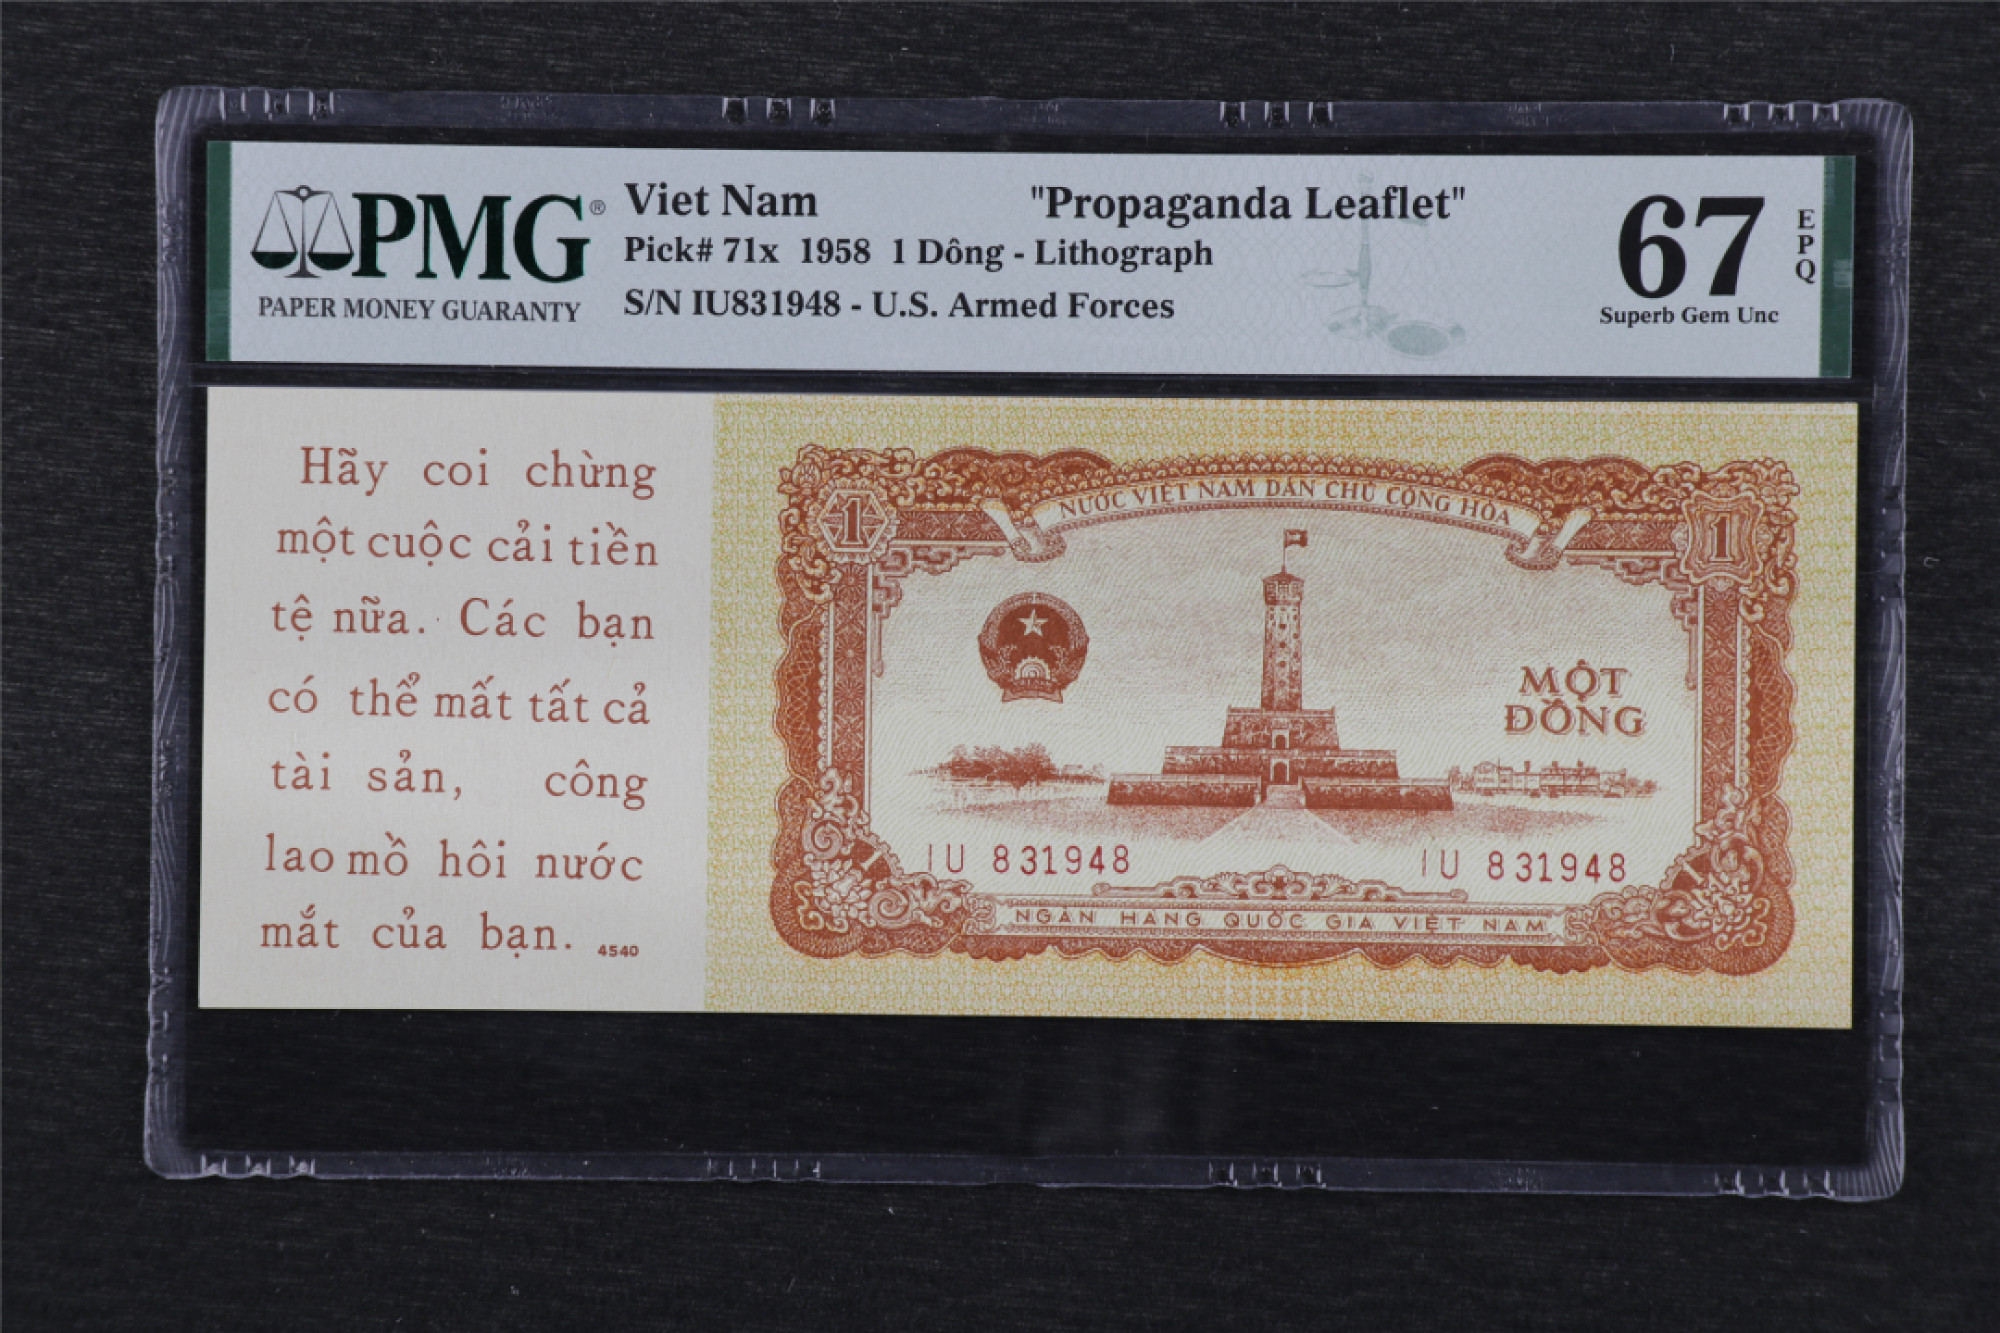 PMG®
PAPER MONEY GUARANTY
Viet Nam "Propaganda Leaflet"
Pick# 71x 1958 1 Dông - Lithograph
S/N IU831948 - U.S. Armed Forces
67
EPQ
Superb Gem Unc
Hãy coi chừng
một cuộc cải tiền
tệ nữa. Các bạn
có thể mất tất cả
tài sản, công
lao mồ hôi nước
mắt của bạn. 4540
NƯỚC VIỆT NAM DÂN CHỦ CỘNG HÒA
1 1
MỘT
ĐỒNG
IU 831948 IU 831948
1 1
NGÂN HÀNG QUỐC GIA VIỆT NAM